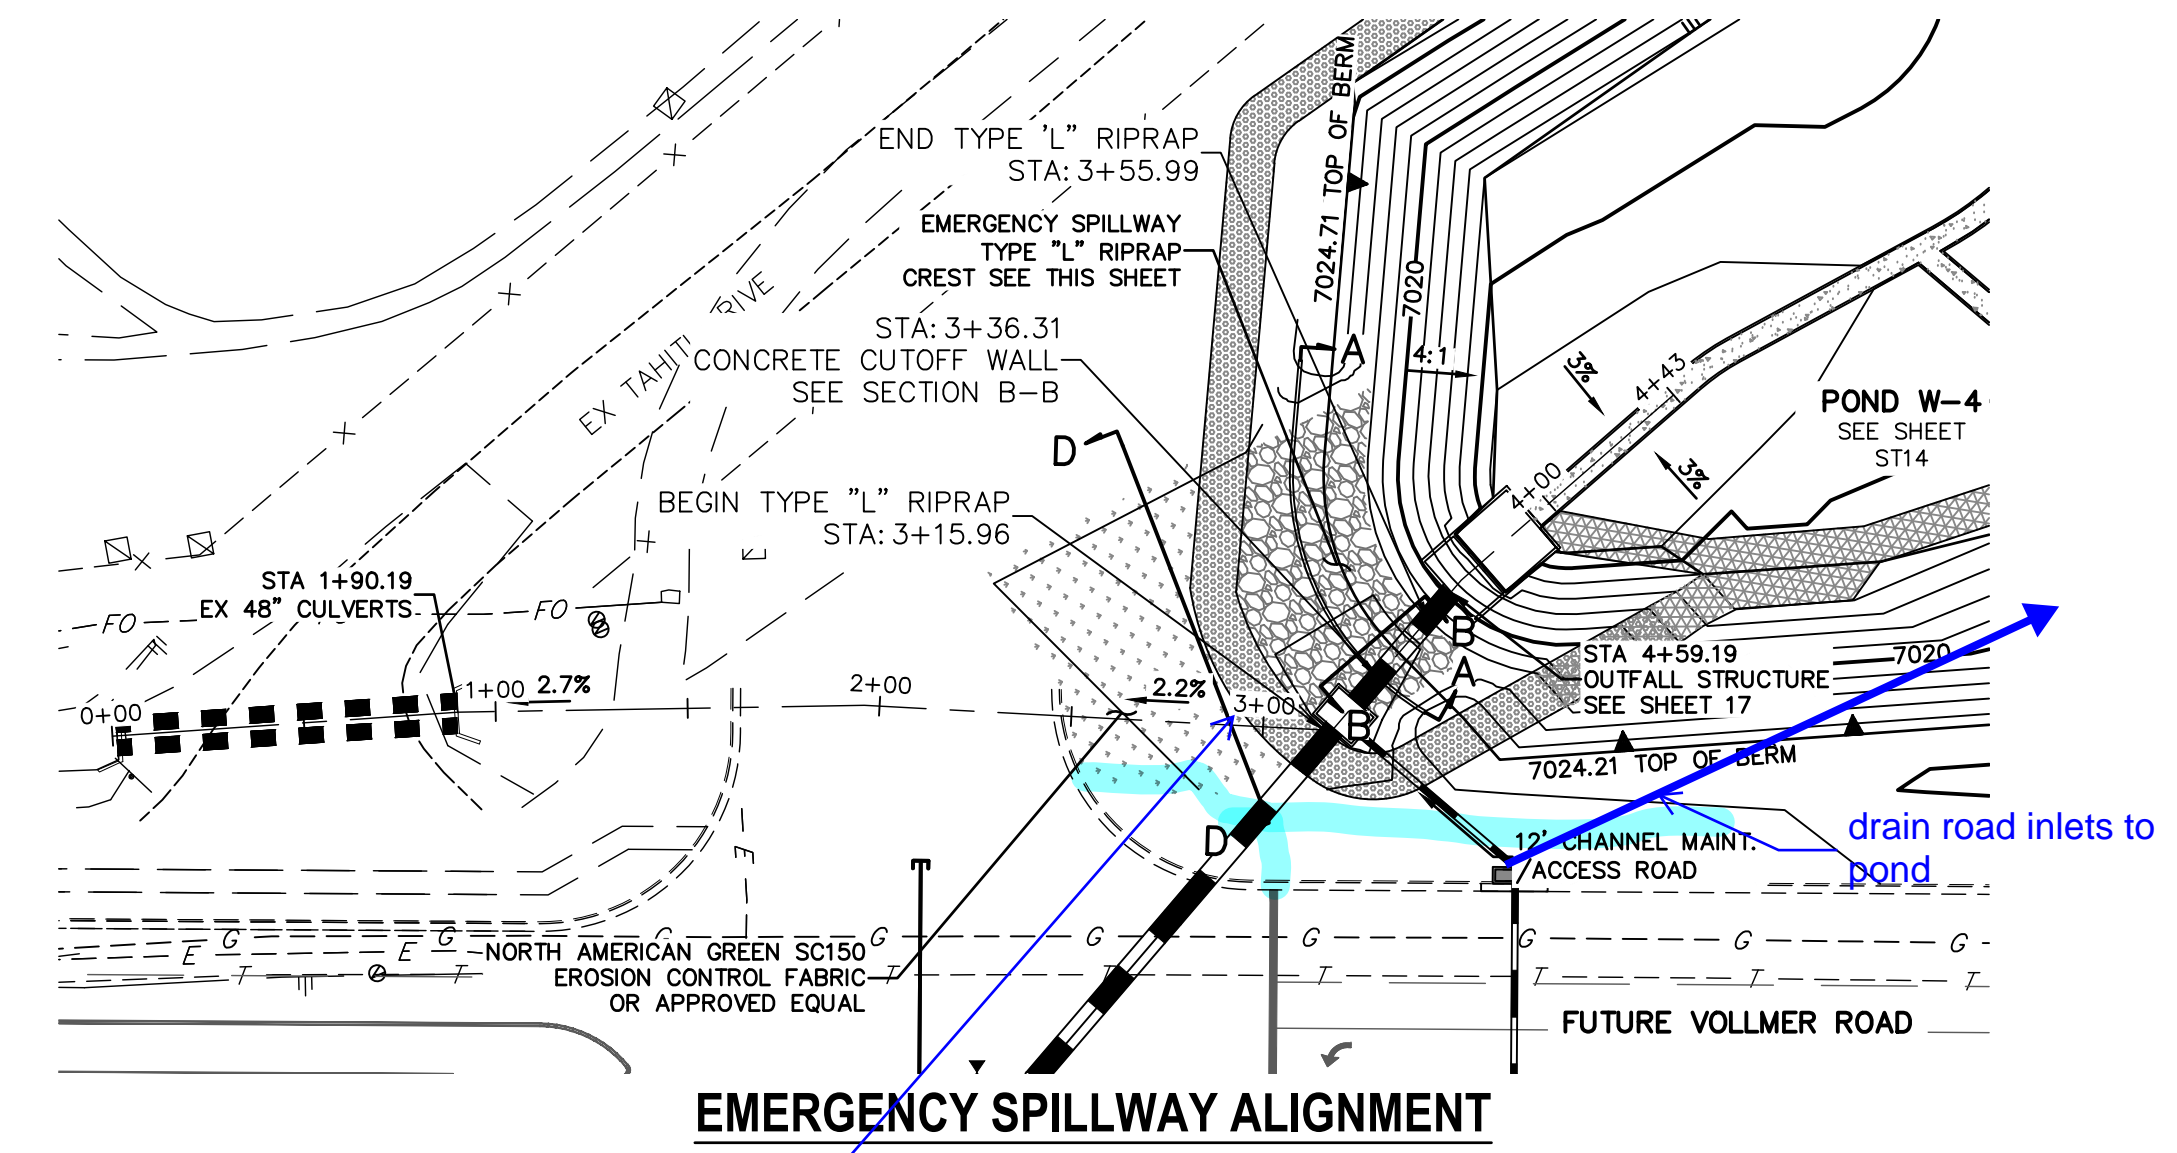 END TYPE 'L" RIPRAP
STA: 3+55.99
EMERGENCY SPILLWAY
TYPE "L" RIPRAP
CREST SEE THIS SHEET
STA: 3+36.31
CONCRETE CUTOFF WALL
SEE SECTION B-B
BEGIN TYPE "L" RIPRAP
STA: 3+15.96
STA 1+90.19
EX 48" CULVERTS
EX TAHITI DRIVE
7024.71 TOP OF BERM
7020
4:1
A
D
3%
4+43
3%
4+00
POND W-4
SEE SHEET
ST14
FO
FO
0+00
1+00
2.7%
2+00
2.2%
3+00
B
A
B
D
STA 4+59.19
OUTFALL STRUCTURE
SEE SHEET 17
7020
7024.21 TOP OF BERM
12' CHANNEL MAINT.
ACCESS ROAD
drain road inlets to
pond
E
G
G
G
G
G
G
G
G
G
E
E
T
T
T
T
T
T
T
NORTH AMERICAN GREEN SC150
EROSION CONTROL FABRIC
OR APPROVED EQUAL
FUTURE VOLLMER ROAD
EMERGENCY SPILLWAY ALIGNMENT